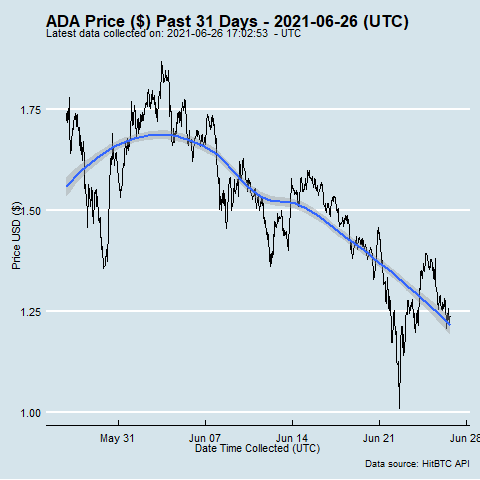 ADA Price ($) Past 31 Days - 2021-06-26 (UTC)
Latest data collected on: 2021-06-26 17:02:53 - UTC
Price USD ($)
1.75
1.50
1.25
1.00
May 31 Jun 07 Jun 14 Jun 21 Jun 28
Date Time Collected (UTC)
Data source: HitBTC API